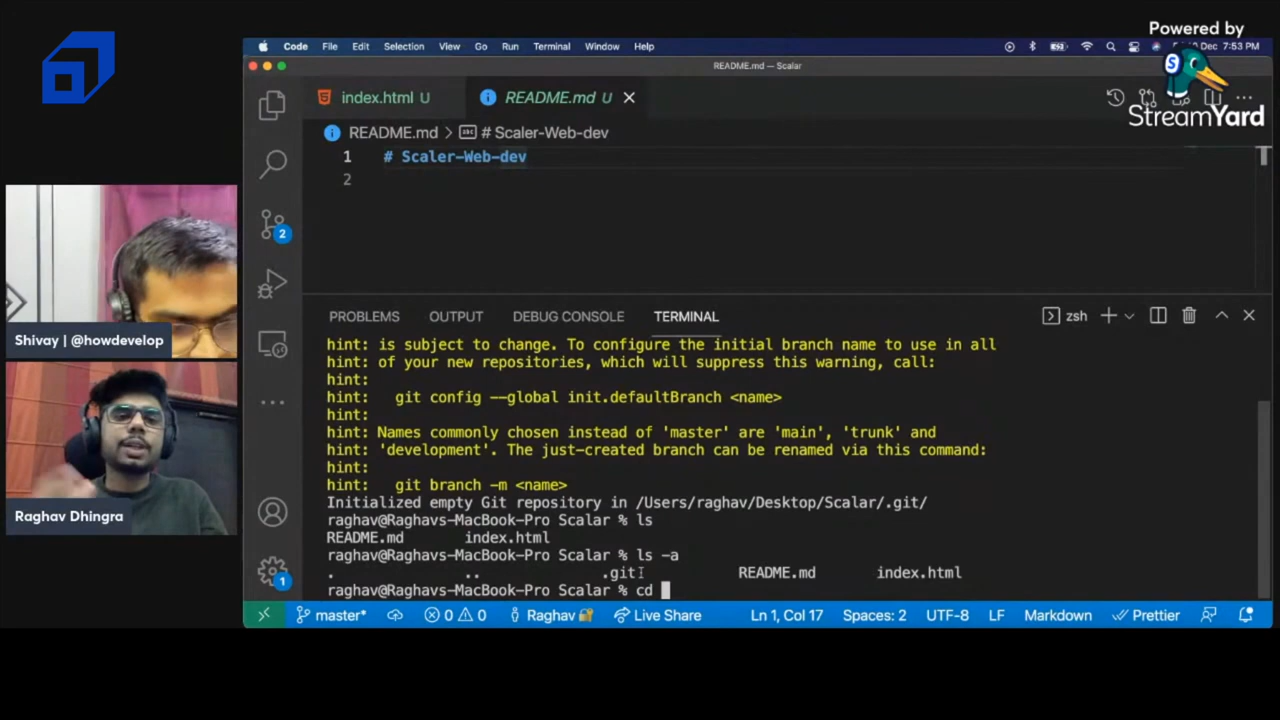 Powered by
StreamYard
Code File Edit Selection View Go Run Terminal Window Help
Dec 7:53 PM
README.md — Scalar
index.html U
README.md U
README.md > # Scaler-Web-dev
1 # Scaler-Web-dev
2
2
PROBLEMS OUTPUT DEBUG CONSOLE TERMINAL
zsh
hint: is subject to change. To configure the initial branch name to use in all
hint: of your new repositories, which will suppress this warning, call:
hint:
hint: git config --global init.defaultBranch <name>
hint:
hint: Names commonly chosen instead of 'master' are 'main', 'trunk' and
hint: 'development'. The just-created branch can be renamed via this command:
hint:
hint: git branch -m <name>
Initialized empty Git repository in /Users/raghav/Desktop/Scalar/.git/
raghav@Raghavs-MacBook-Pro Scalar % ls
README.md index.html
raghav@Raghavs-MacBook-Pro Scalar % ls -a
. .. .git README.md index.html
raghav@Raghavs-MacBook-Pro Scalar % cd
1
master* 0 0 Raghav Live Share Ln 1, Col 17 Spaces: 2 UTF-8 LF Markdown Prettier
Shivay | @howdevelop
Raghav Dhingra